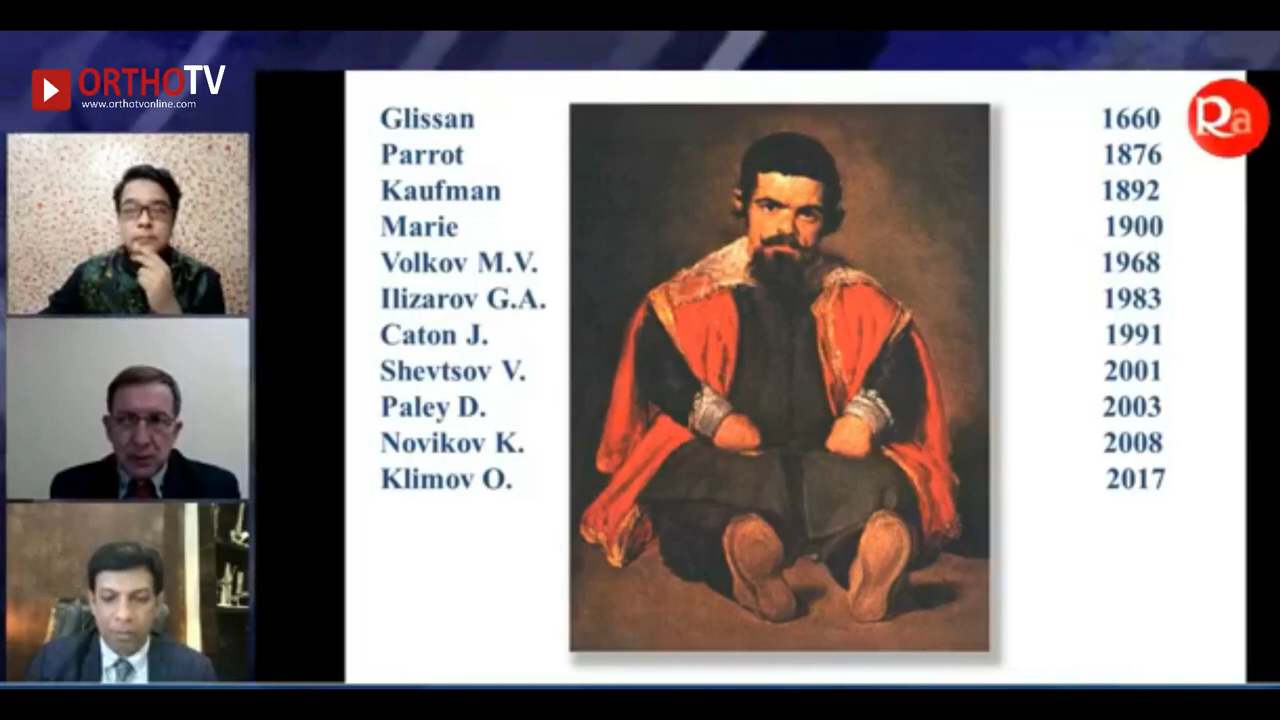 ORTHOTV
www.orthotvonline.com
Glissan 1660
Parrot 1876
Kaufman 1892
Marie 1900
Volkov M.V. 1968
Ilizarov G.A. 1983
Caton J. 1991
Shevtsov V. 2001
Paley D. 2003
Novikov K. 2008
Klimov O. 2017
Ra